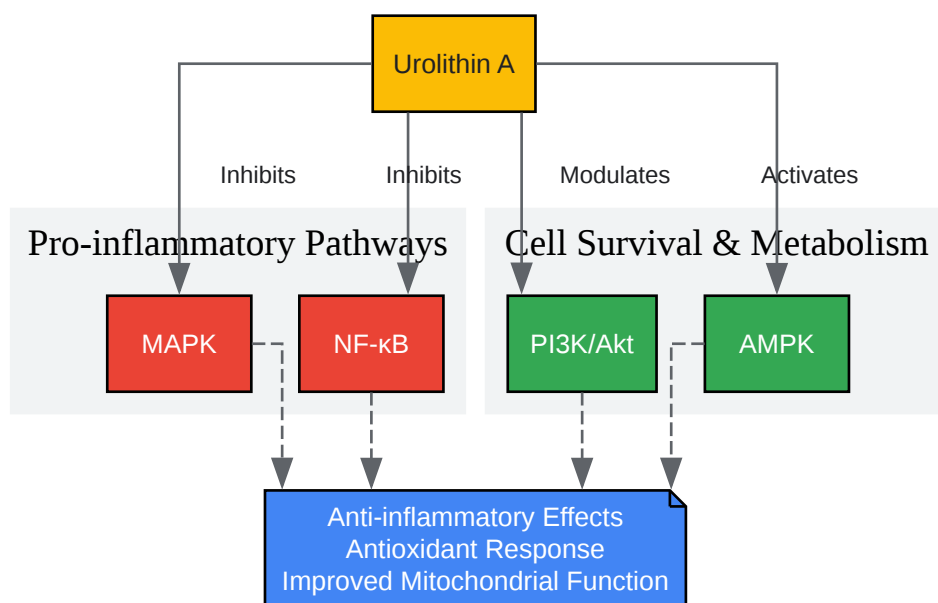 Urolithin A
Inhibits
Inhibits
Modulates
Activates
Pro-inflammatory Pathways
Cell Survival & Metabolism
MAPK
NF-κB
PI3K/Akt
AMPK
Anti-inflammatory Effects
Antioxidant Response
Improved Mitochondrial Function